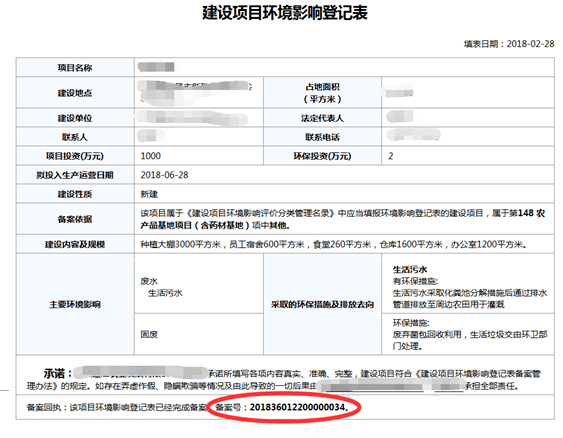 建设项目环境影响登记表
填表日期：2018-02-28
项目名称
建设地点
占地面积
（平方米）
建设单位
法定代表人
联系人
联系电话
项目投资(万元) 1000 环保投资(万元) 2
拟投入生产运营日期 2018-06-28
建设性质 新建
备案依据
该项目属于《建设项目环境影响评价分类管理名录》中应当填报环境影响登记表的建设项目，属于第148 农
产品基地项目（含药材基地）项中其他。
建设内容及规模 种植大棚3000平方米，员工宿舍600平方米，食堂260平方米，仓库1600平方米，办公室1200平方米。
主要环境影响
废水
生活污水
采取的环保措施及排放去向
生活污水
有环保措施:
生活污水采取化粪池分解措施后通过排水
管道排放至周边农田用于灌溉
固废
环保措施:
废弃菌包回收利用，生活垃圾交由环卫部
门处理。
承诺：
承诺所填写各项内容真实、准确、完整，建设项目符合《建设项目环境影响登记表备案管
理办法》的规定。如存在弄虚作假、隐瞒欺骗等情况及由此导致的一切后果由
承担全部责任。
备案回执：该项目环境影响登记表已经完成备案，备案号：201836012200000034。